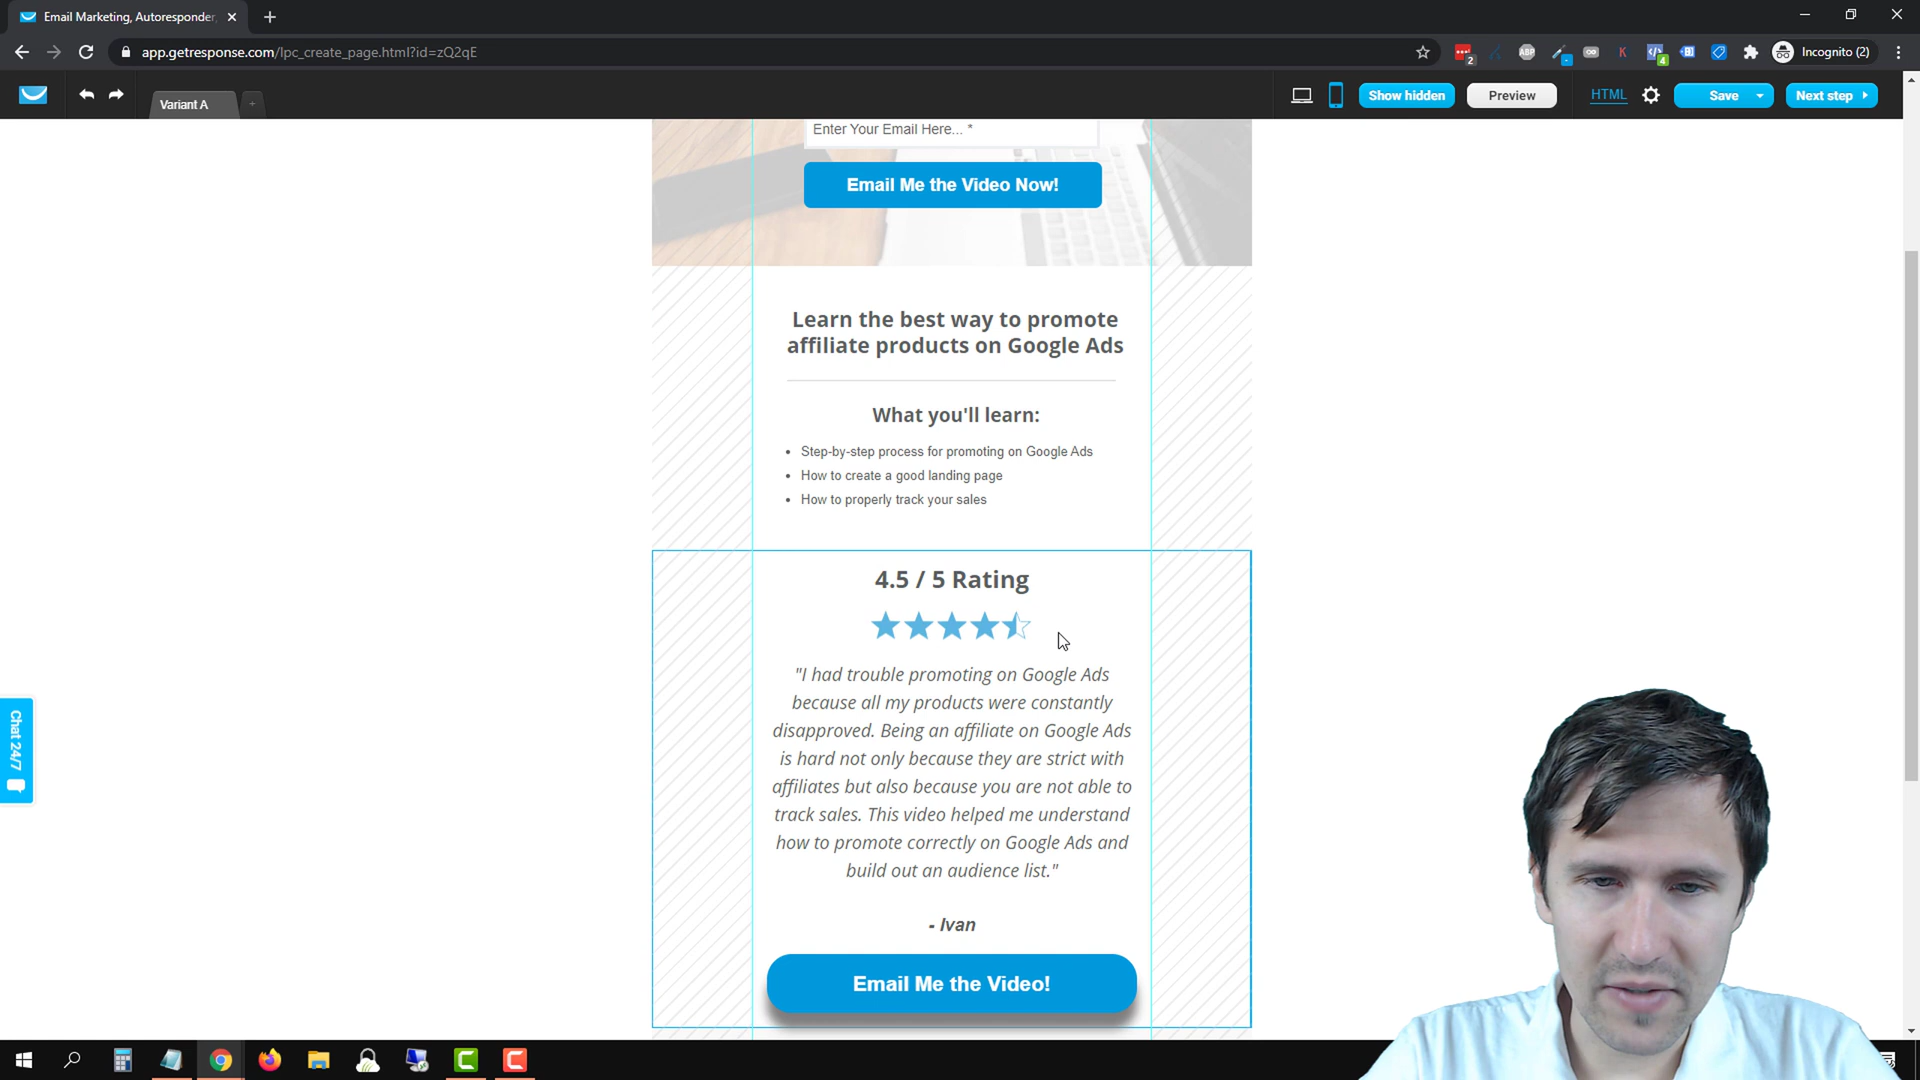 Email Marketing, Autoresponder,
app.getresponse.com/lpc_create_page.html?id=zQ2qE
2
ABP
K
4
Incognito (2)
Variant A
Show hidden
Preview
HTML
Save
Next step
Enter Your Email Here... *
Email Me the Video Now!
Learn the best way to promote
affiliate products on Google Ads
What you'll learn:
• Step-by-step process for promoting on Google Ads
• How to create a good landing page
• How to properly track your sales
4.5 / 5 Rating
"I had trouble promoting on Google Ads
because all my products were constantly
disapproved. Being an affiliate on Google Ads
is hard not only because they are strict with
affiliates but also because you are not able to
track sales. This video helped me understand
how to promote correctly on Google Ads and
build out an audience list."
- Ivan
Email Me the Video!
Chat 24/7